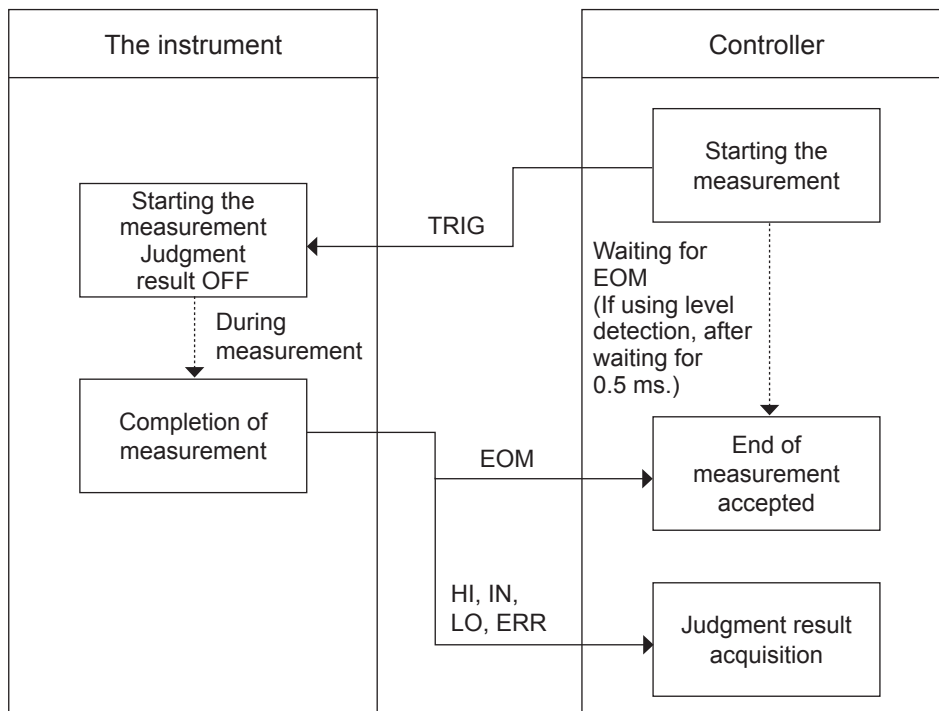 The instrument
Controller
Starting the
measurement
TRIG
Starting the
measurement
Judgment
result OFF
Waiting for
EOM
(If using level
detection, after
waiting for
0.5 ms.)
During
measurement
Completion of
measurement
EOM
End of
measurement
accepted
HI, IN,
LO, ERR
Judgment result
acquisition